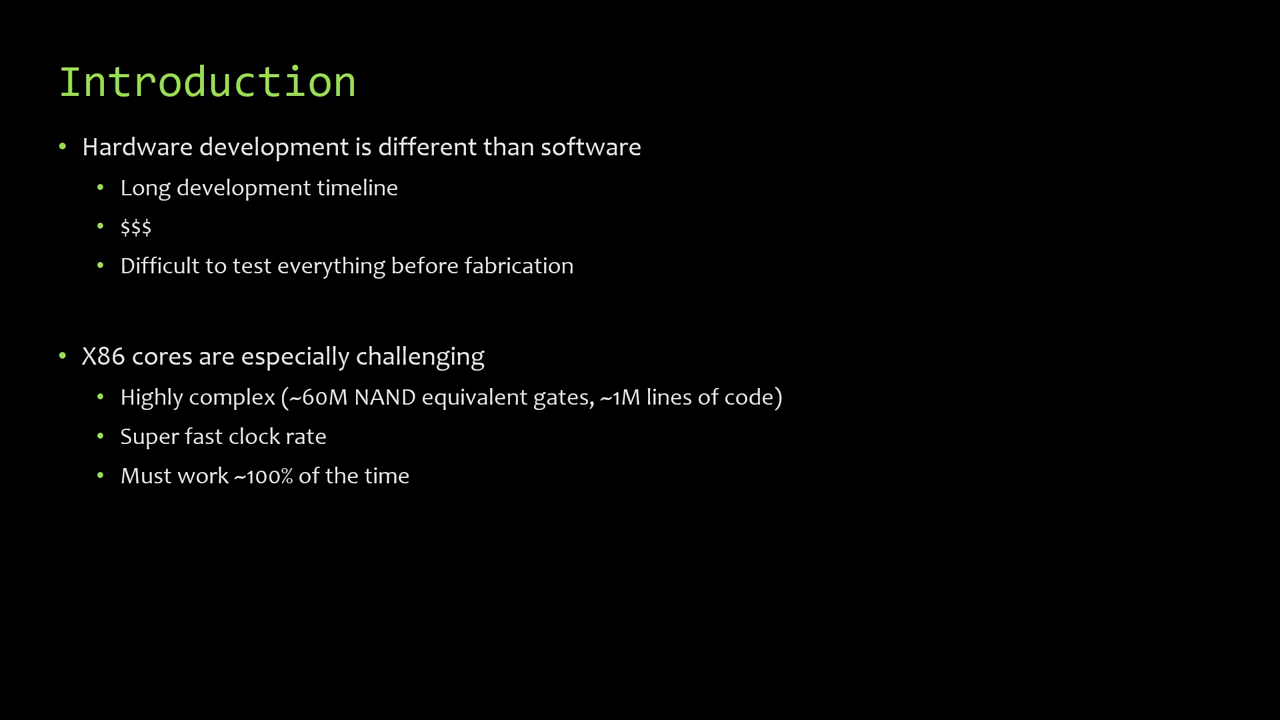 Introduction
• Hardware development is different than software
• Long development timeline
• $$$
• Difficult to test everything before fabrication
• X86 cores are especially challenging
• Highly complex (~60M NAND equivalent gates, ~1M lines of code)
• Super fast clock rate
• Must work ~100% of the time